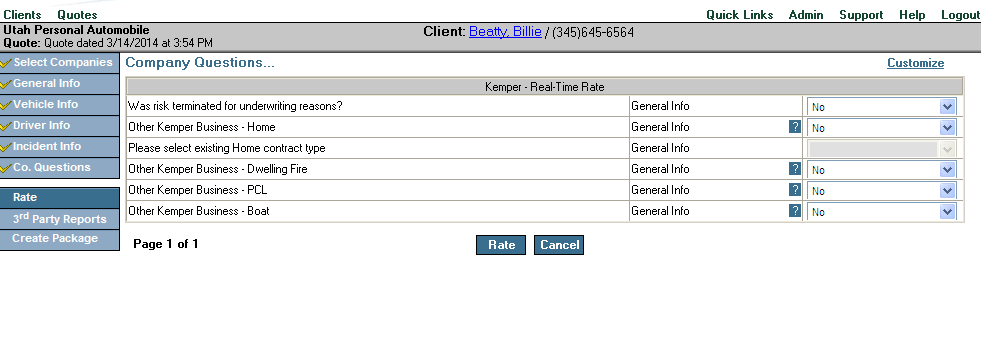 Clients Quotes Quick Links Admin Support Help Logout
Utah Personal Automobile
Client: Beatty, Billie / (345)645-6564
Quote: Quote dated 3/14/2014 at 3:54 PM
Select Companies
General Info
Vehicle Info
Driver Info
Incident Info
Co. Questions
Rate
3rd Party Reports
Create Package
Company Questions... Customize
Kemper - Real-Time Rate
Was risk terminated for underwriting reasons? General Info No
Other Kemper Business - Home General Info ? No
Please select existing Home contract type General Info
Other Kemper Business - Dwelling Fire General Info ? No
Other Kemper Business - PCL General Info ? No
Other Kemper Business - Boat General Info ? No
Page 1 of 1 Rate Cancel